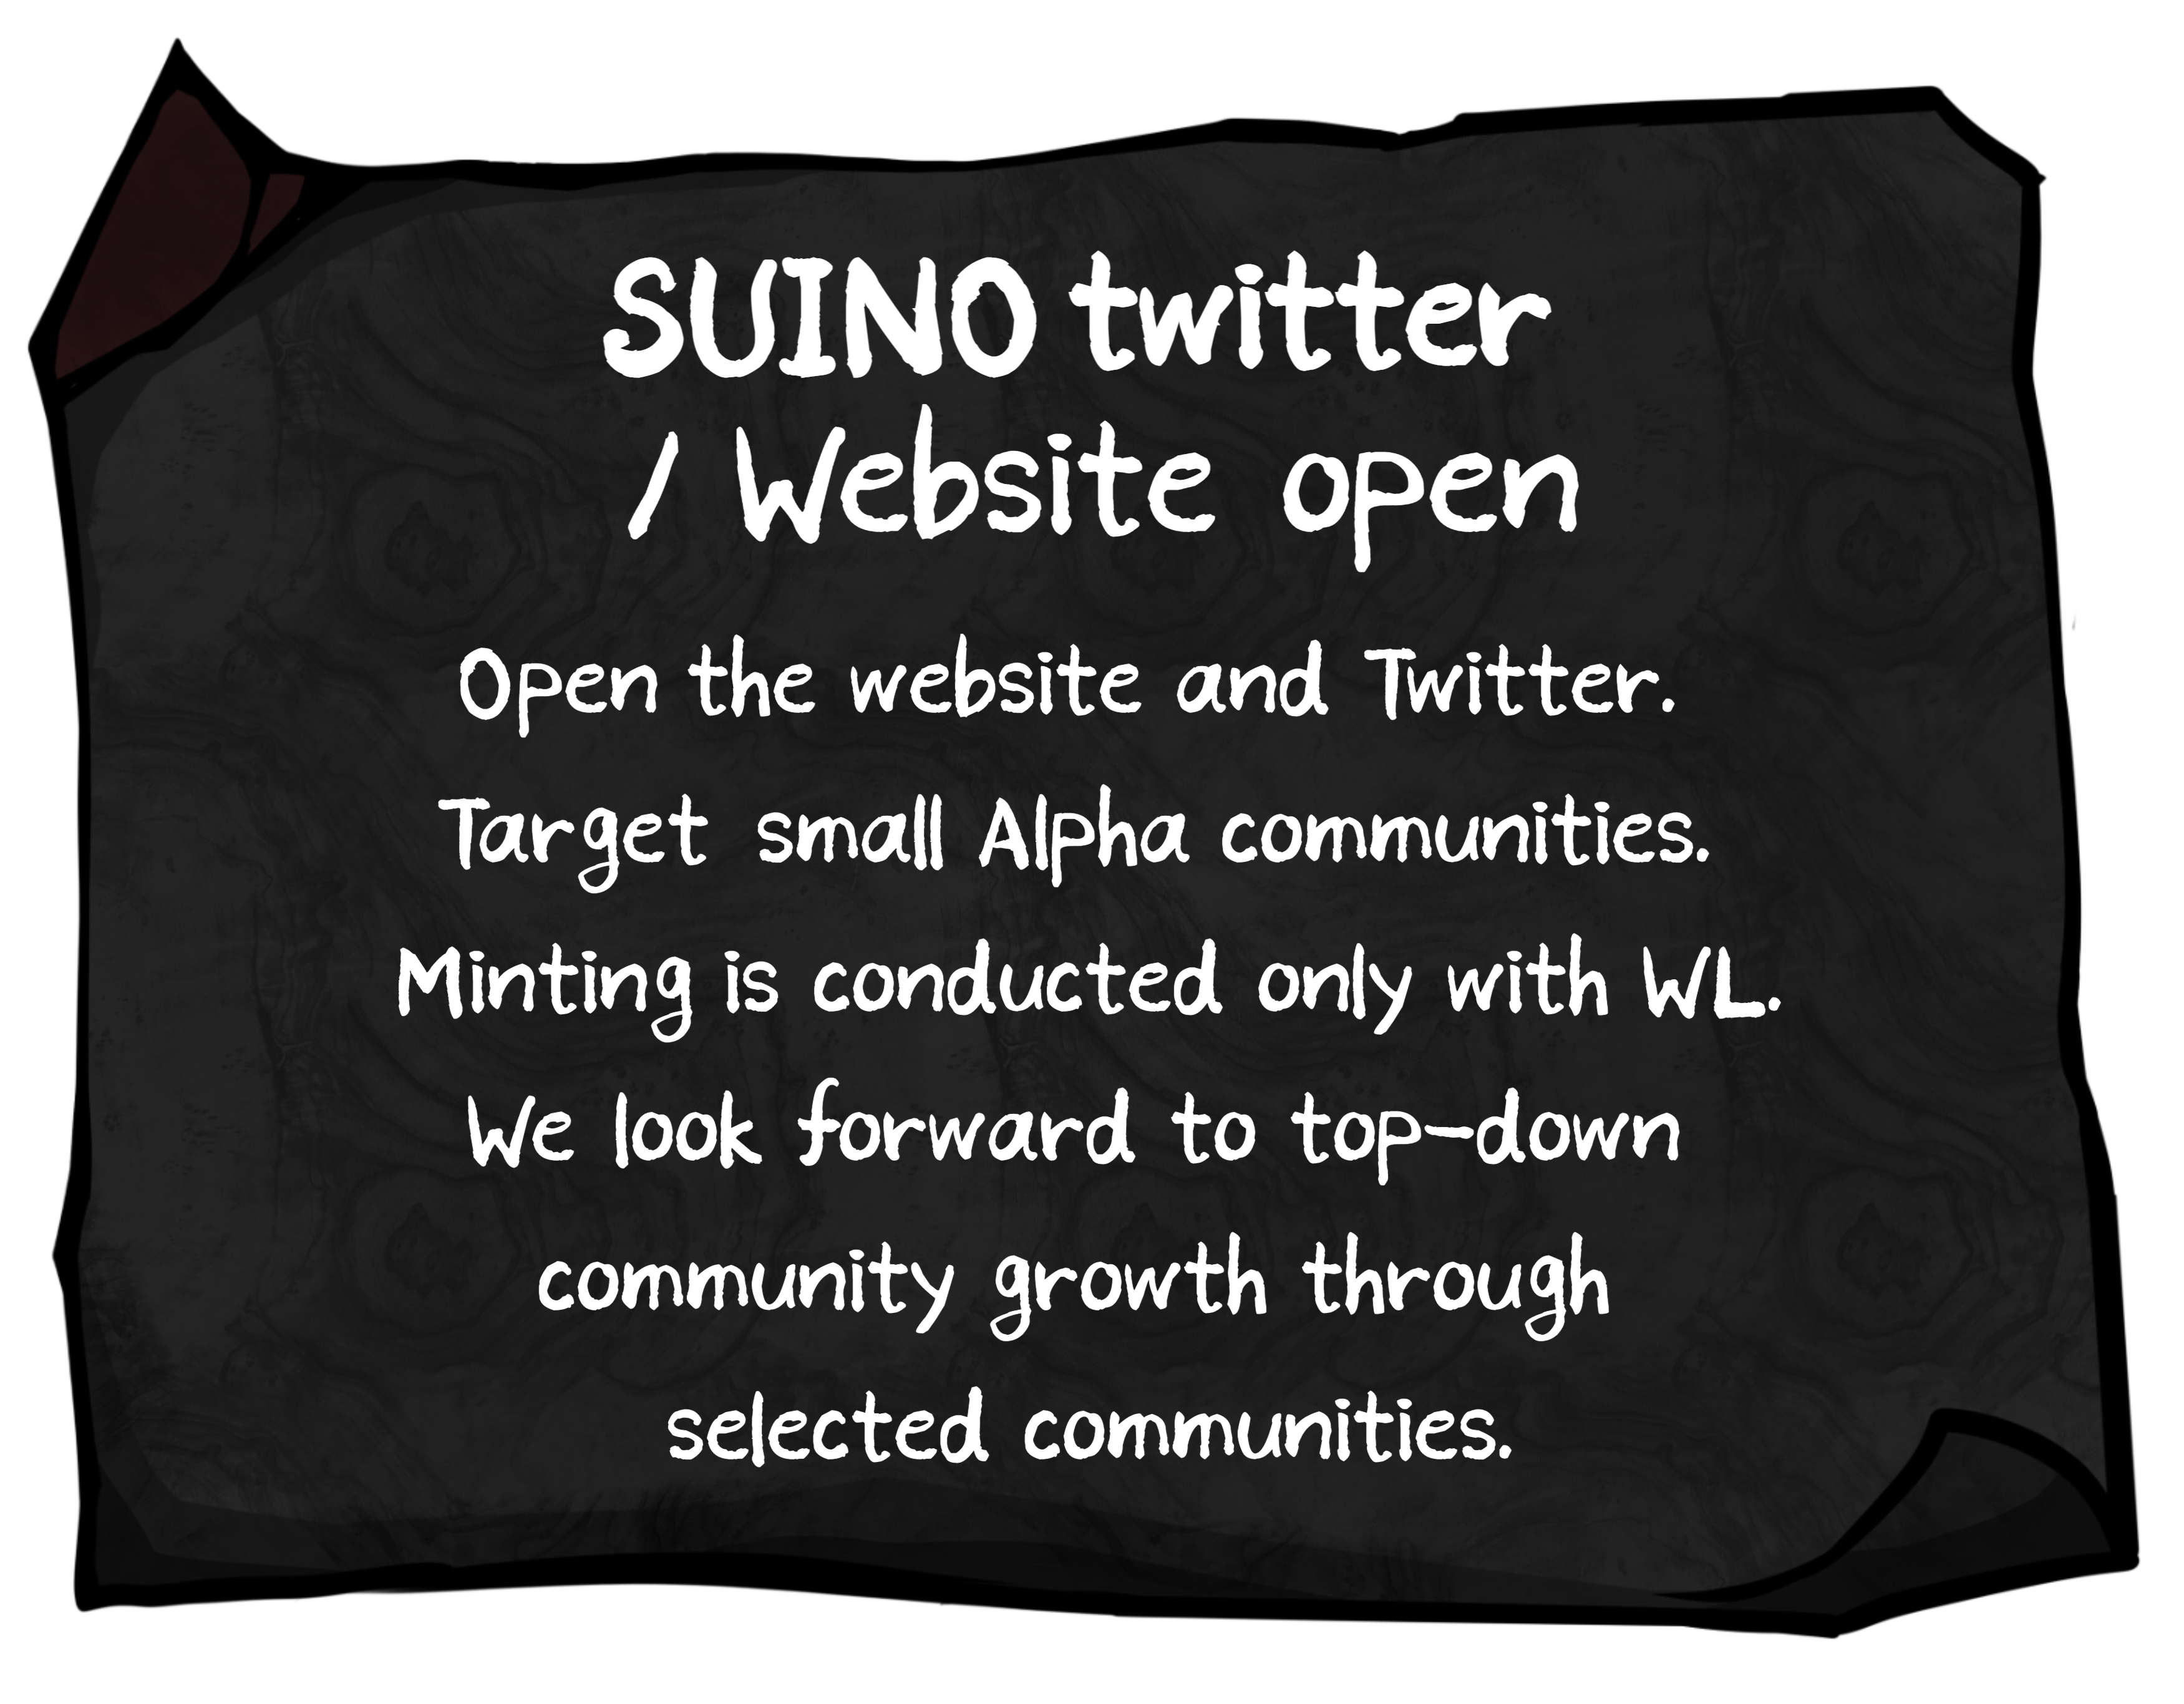 SUINO twitter
/ Website open
Open the website and Twitter.
Target small Alpha communities.
Minting is conducted only with WL.
We look forward to top-down
community growth through
selected communities.